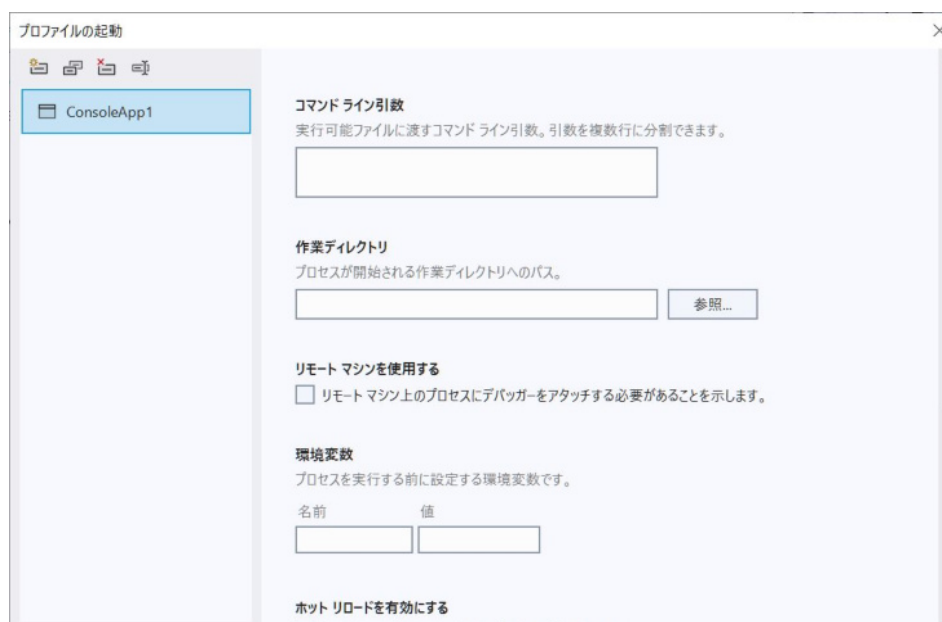 プロファイルの起動
ConsoleApp1
コマンド ライン引数
実行可能ファイルに渡すコマンド ライン引数。引数を複数行に分割できます。
作業ディレクトリ
プロセスが開始される作業ディレクトリへのパス。
参照...
リモート マシンを使用する
リモート マシン上のプロセスにデバッガーをアタッチする必要があることを示します。
環境変数
プロセスを実行する前に設定する環境変数です。
名前 値
ホット リロードを有効にする